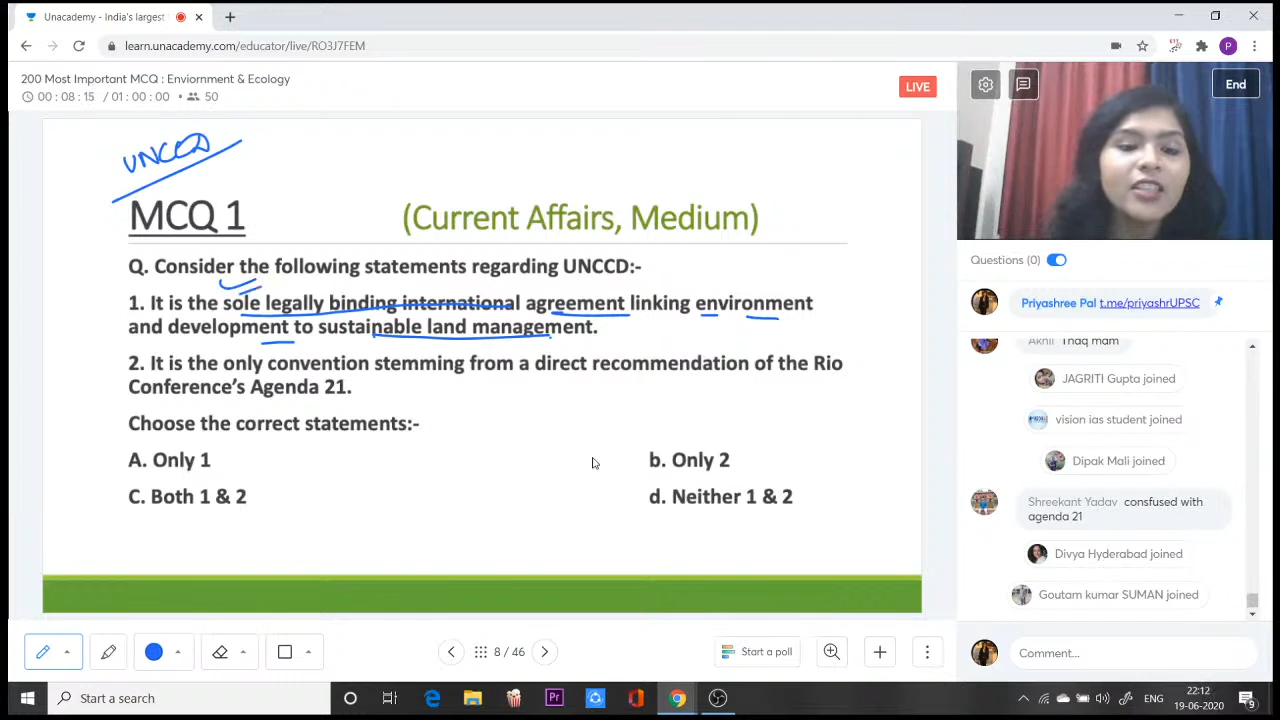 Unacademy - India's largest
learn.unacademy.com/educator/live/RO3J7FEM
P
200 Most Important MCQ : Enviornment & Ecology
00 : 08 : 15 / 01 : 00 : 00 • 50
LIVE
End
UNCCD
MCQ 1 (Current Affairs, Medium)
Q. Consider the following statements regarding UNCCD:-
1. It is the sole legally binding international agreement linking environment
and development to sustainable land management.
2. It is the only convention stemming from a direct recommendation of the Rio
Conference's Agenda 21.
Choose the correct statements:-
A. Only 1 b. Only 2
C. Both 1 & 2 d. Neither 1 & 2
Questions (0)
Priyashree Pal t.me/priyashrUPSC
Akhil Thaq mam
JAGRITI Gupta joined
vision ias student joined
Dipak Mali joined
Shreekant Yadav consfused with
agenda 21
Divya Hyderabad joined
Goutam kumar SUMAN joined
8 / 46
Start a poll
Comment...
Start a search
Pr
ENG
22:12
19-06-2020
9